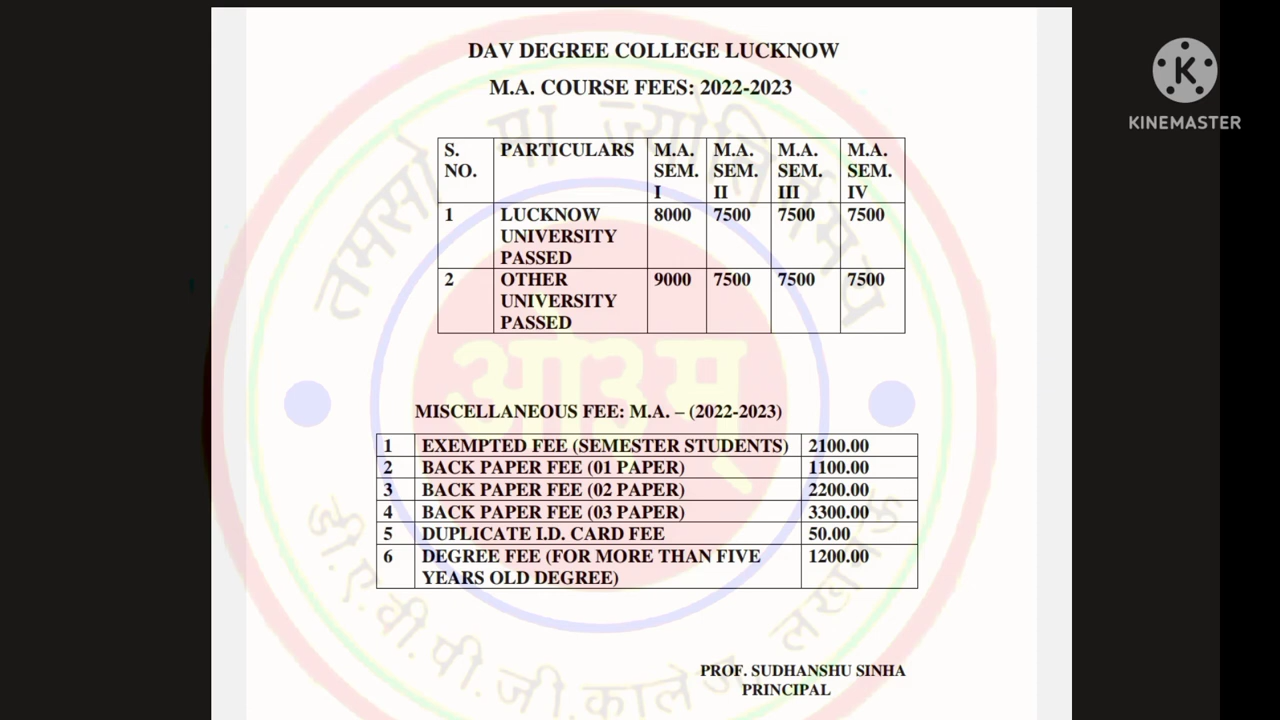 DAV DEGREE COLLEGE LUCKNOW
M.A. COURSE FEES: 2022-2023
KINEMASTER
S. NO. PARTICULARS M.A. SEM. I M.A. SEM. II M.A. SEM. III M.A. SEM. IV
1 LUCKNOW UNIVERSITY PASSED 8000 7500 7500 7500
2 OTHER UNIVERSITY PASSED 9000 7500 7500 7500
MISCELLANEOUS FEE: M.A. – (2022-2023)
1 EXEMPTED FEE (SEMESTER STUDENTS) 2100.00
2 BACK PAPER FEE (01 PAPER) 1100.00
3 BACK PAPER FEE (02 PAPER) 2200.00
4 BACK PAPER FEE (03 PAPER) 3300.00
5 DUPLICATE I.D. CARD FEE 50.00
6 DEGREE FEE (FOR MORE THAN FIVE YEARS OLD DEGREE) 1200.00
PROF. SUDHANSHU SINHA
PRINCIPAL
तमसो मा ज्योतिर्गमय
ओ३म्
डी.ए.वी.पी.जी.कालेज, लखनऊ